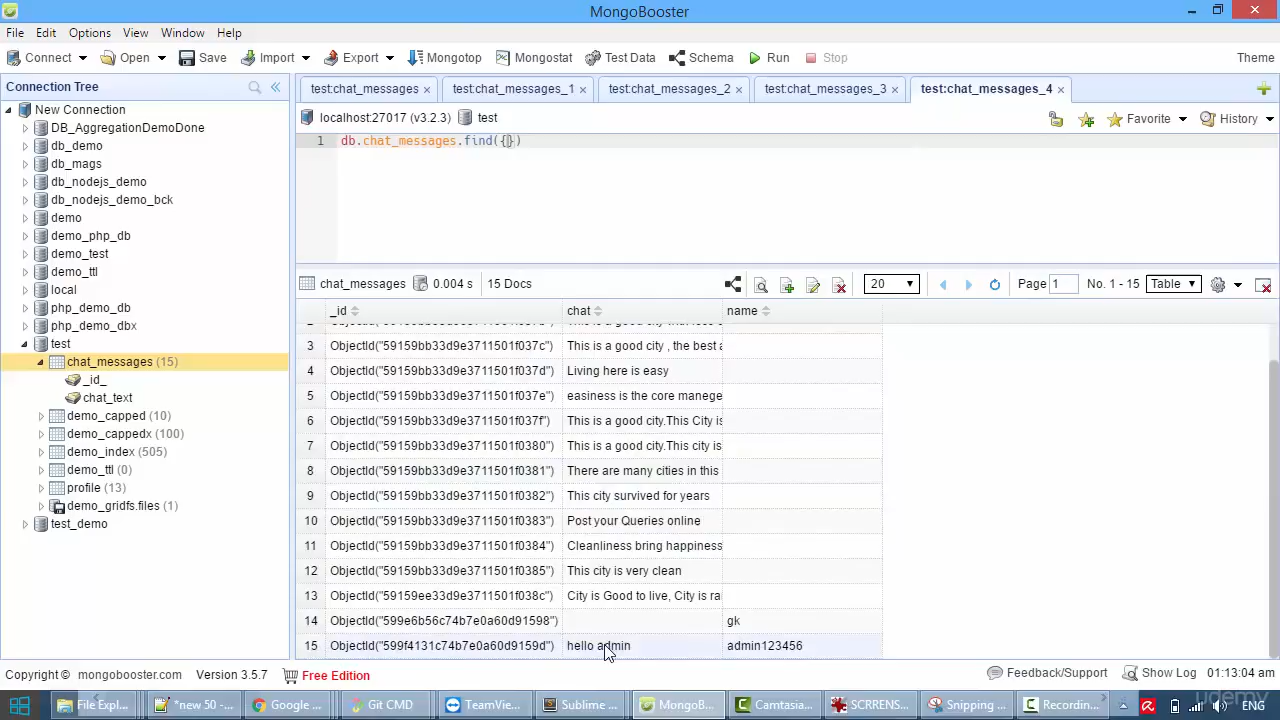 MongoBooster
File Edit Options View Window Help
Connect Open Save Import Export Mongotop Mongostat Test Data Schema Run Stop Theme
Connection Tree
test:chat_messages test:chat_messages_1 test:chat_messages_2 test:chat_messages_3 test:chat_messages_4
New Connection
localhost:27017 (v3.2.3) test Favorite History
DB_AggregationDemoDone
1 db.chat_messages.find({})
db_demo
db_mags
db_nodejs_demo
db_nodejs_demo_bck
demo
demo_php_db
demo_test
demo_ttl
local
php_demo_db
php_demo_dbx
test
chat_messages (15)
_id_
chat_text
demo_capped (10)
demo_cappedx (100)
demo_index (505)
demo_ttl (0)
profile (13)
demo_gridfs.files (1)
test_demo
chat_messages 0.004 s 15 Docs 20 Page 1 No. 1 - 15 Table
_id chat name
3 ObjectId("59159bb33d9e3711501f037c") This is a good city , the best a
4 ObjectId("59159bb33d9e3711501f037d") Living here is easy
5 ObjectId("59159bb33d9e3711501f037e") easiness is the core manege
6 ObjectId("59159bb33d9e3711501f037f") This is a good city.This City is
7 ObjectId("59159bb33d9e3711501f0380") This is a good city.This city is
8 ObjectId("59159bb33d9e3711501f0381") There are many cities in this
9 ObjectId("59159bb33d9e3711501f0382") This city survived for years
10 ObjectId("59159bb33d9e3711501f0383") Post your Queries online
11 ObjectId("59159bb33d9e3711501f0384") Cleanliness bring happiness
12 ObjectId("59159bb33d9e3711501f0385") This city is very clean
13 ObjectId("59159ee33d9e3711501f038c") City is Good to live, City is ra
14 ObjectId("599e6b56c74b7e0a60d91598") gk
15 ObjectId("599f4131c74b7e0a60d9159d") hello admin admin123456
Copyright © mongobooster.com Version 3.5.7 Free Edition Feedback/Support Show Log 01:13:04 am
File Expl... *new 50 -... Google ... Git CMD TeamVie... Sublime ... MongoB... Camtasia... SCRRENS... Snipping ... Recordin... ENG
udemy